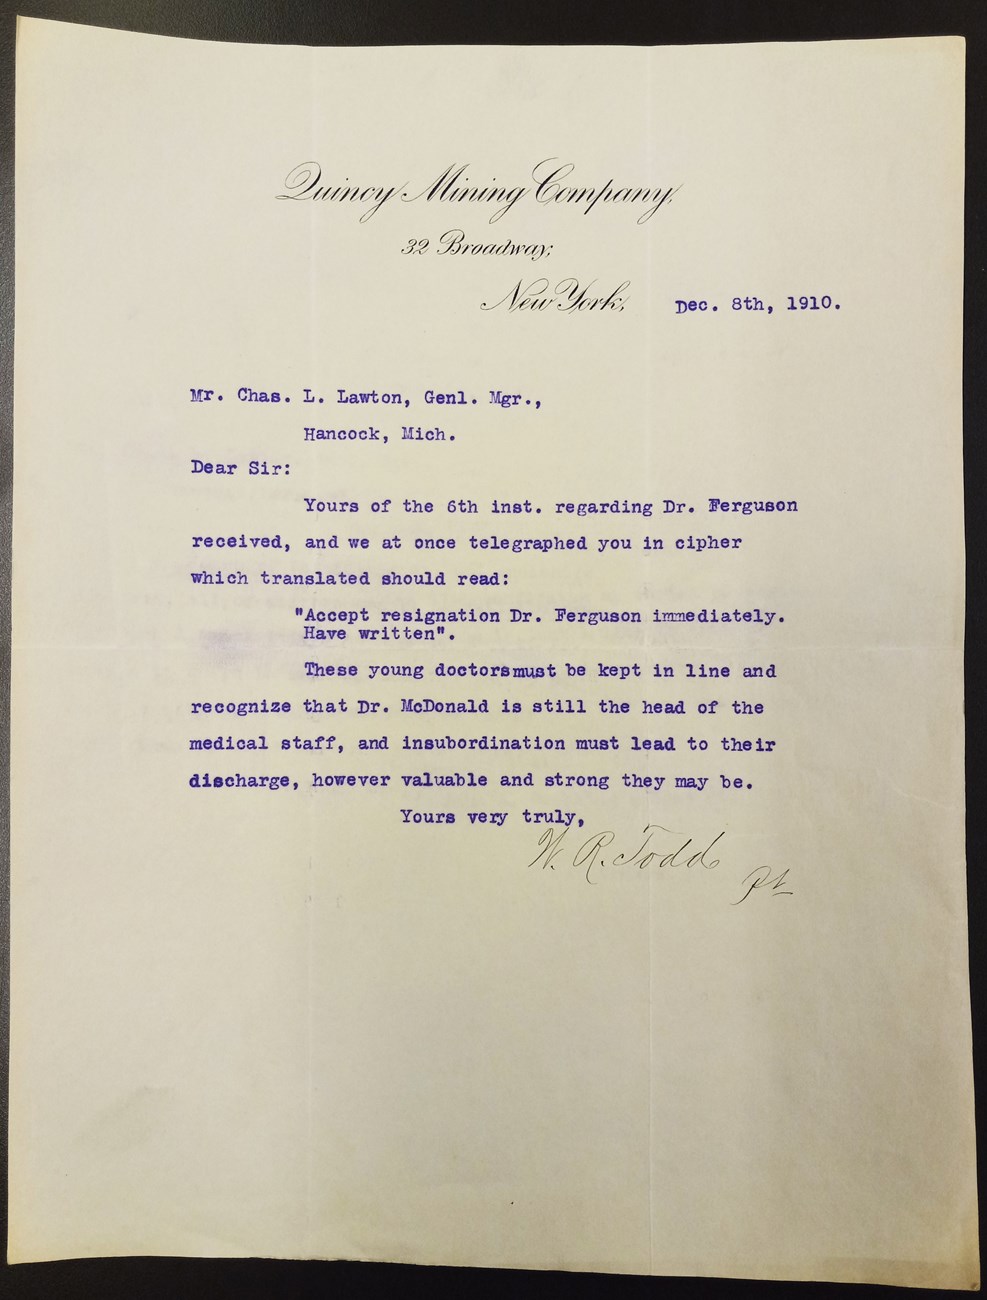 Quincy Mining Company,
32 Broadway,
New York, Dec. 8th, 1910.
Mr. Chas. L. Lawton, Genl. Mgr.,
Hancock, Mich.
Dear Sir:
Yours of the 6th inst. regarding Dr. Ferguson
received, and we at once telegraphed you in cipher
which translated should read:
"Accept resignation Dr. Ferguson immediately.
Have written".
These young doctorsmust be kept in line and
recognize that Dr. McDonald is still the head of the
medical staff, and insubordination must lead to their
discharge, however valuable and strong they may be.
Yours very truly,
W. R. Todd
Pt